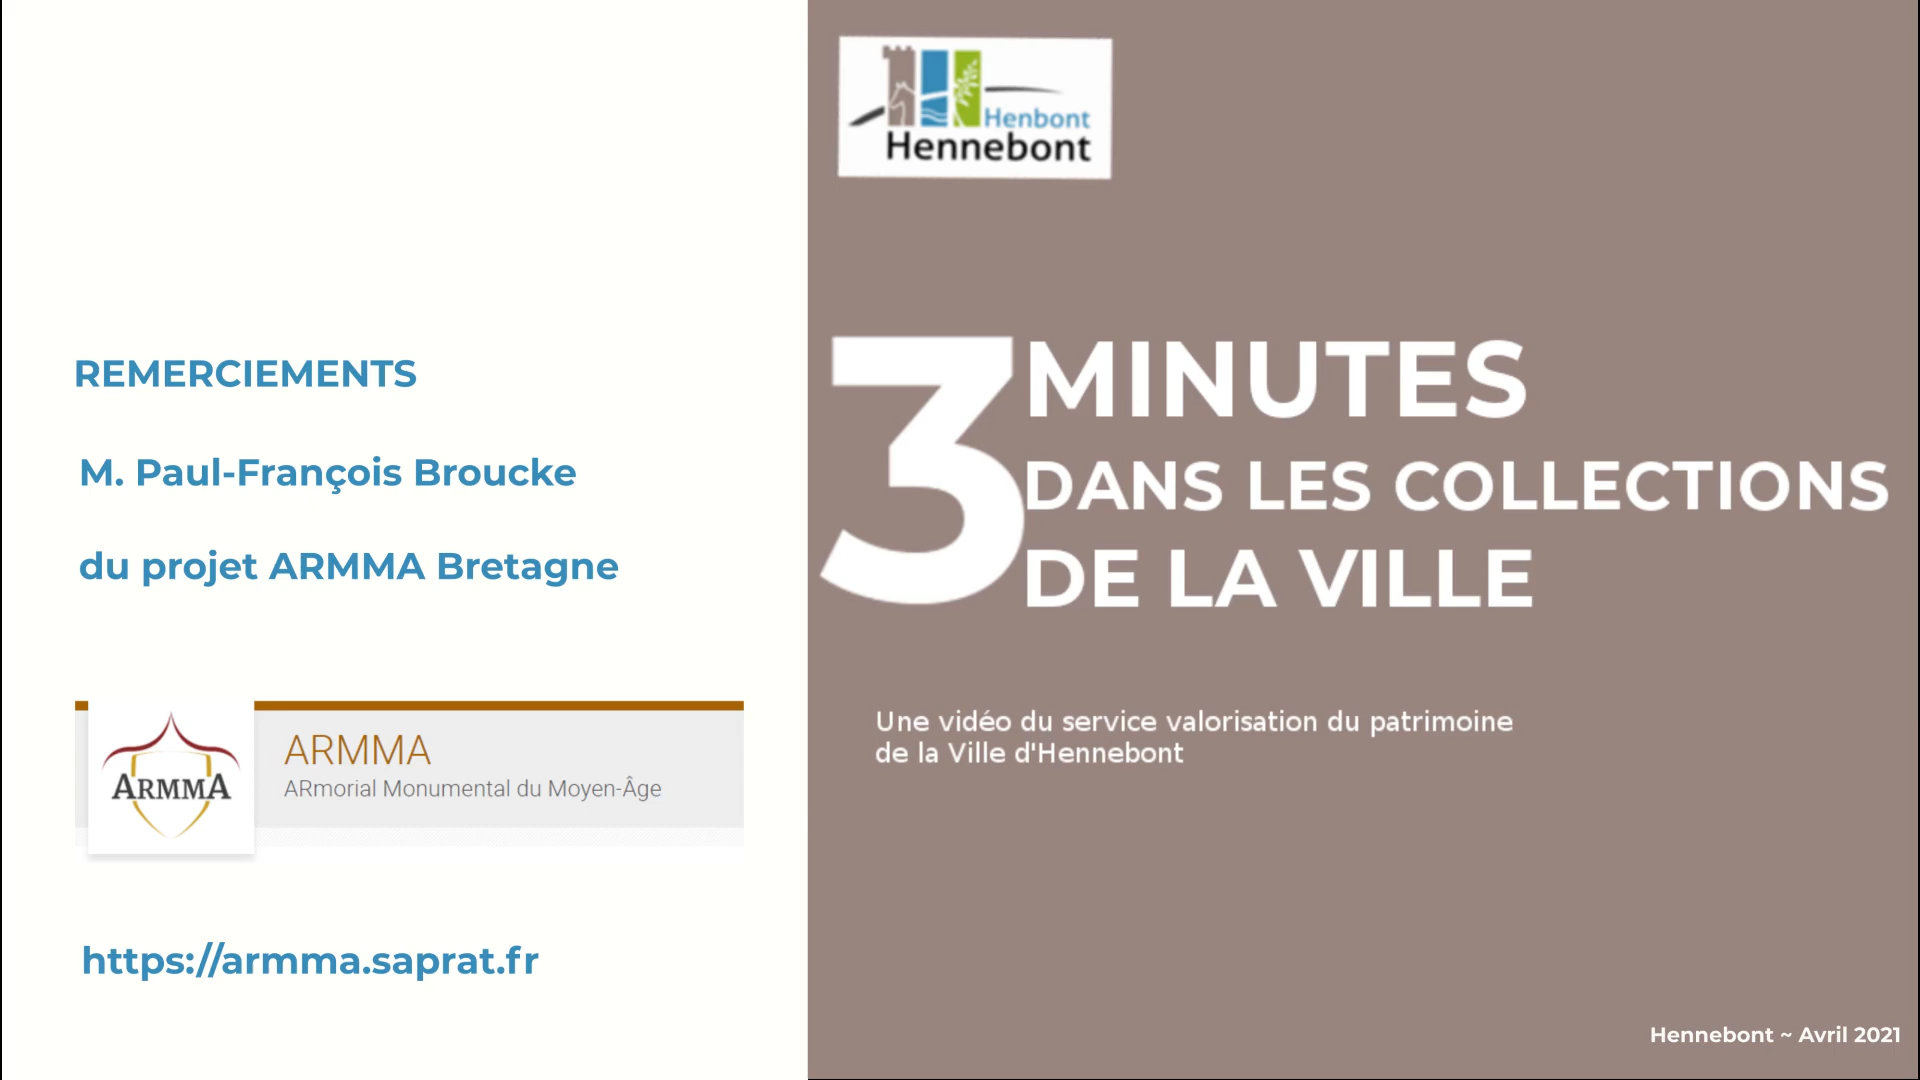 REMERCIEMENTS
M. Paul-François Broucke
du projet ARMMA Bretagne
ARMMA
ARMMA
ARmorial Monumental du Moyen-Âge
https://armma.saprat.fr
Henbont
Hennebont
3 MINUTES
DANS LES COLLECTIONS
DE LA VILLE
Une vidéo du service valorisation du patrimoine
de la Ville d'Hennebont
Hennebont ~ Avril 2021